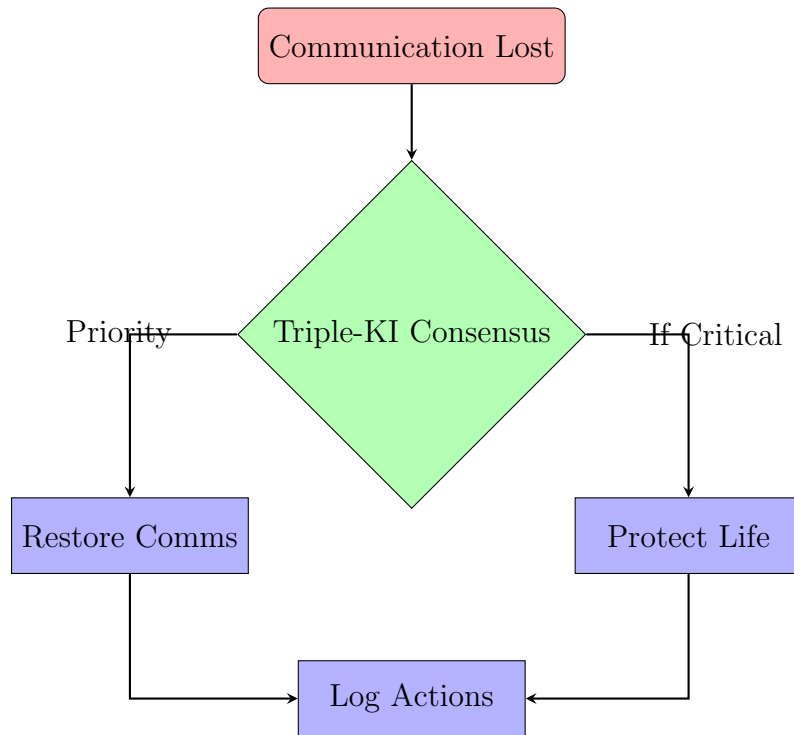 Communication Lost
Priority
Triple-KI Consensus
If Critical
Restore Comms
Protect Life
Log Actions